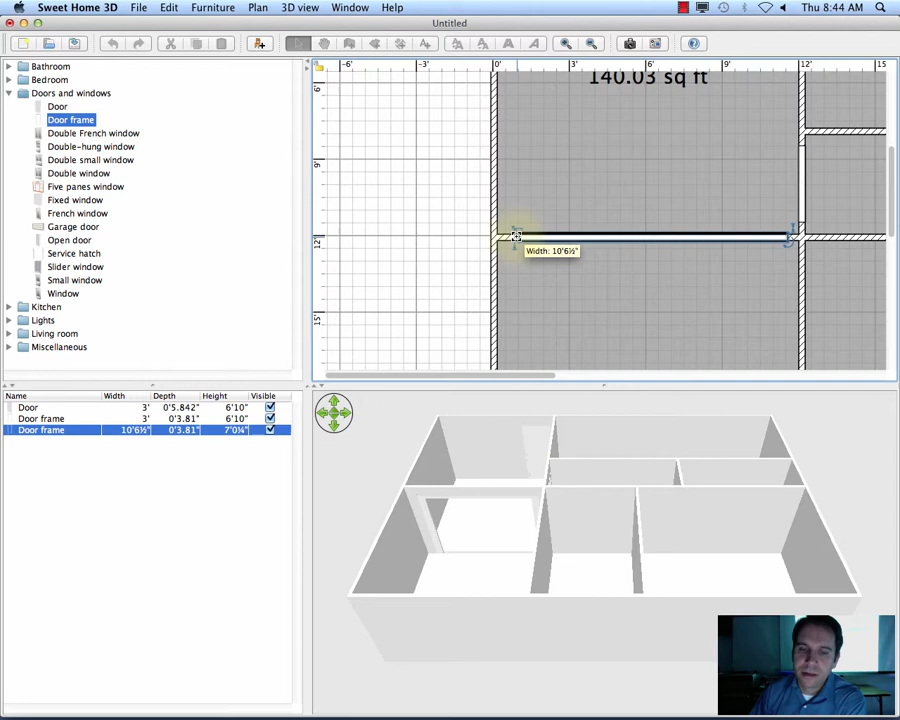 Sweet Home 3D File Edit Furniture Plan 3D view Window Help Thu 8:44 AM
Untitled
Bathroom
Bedroom
Doors and windows
Door
Door frame
Double French window
Double-hung window
Double small window
Double window
Five panes window
Fixed window
French window
Garage door
Open door
Service hatch
Slider window
Small window
Window
Kitchen
Lights
Living room
Miscellaneous
-6' -3' 0' 3' 6' 9' 12' 15
6'
9'
12'
15'
140.03 sq ft
Width: 10'6½"
Name Width Depth Height Visible
Door 3' 0'5.842" 6'10"
Door frame 3' 0'3.81" 6'10"
Door frame 10'6½" 0'3.81" 7'0¼"